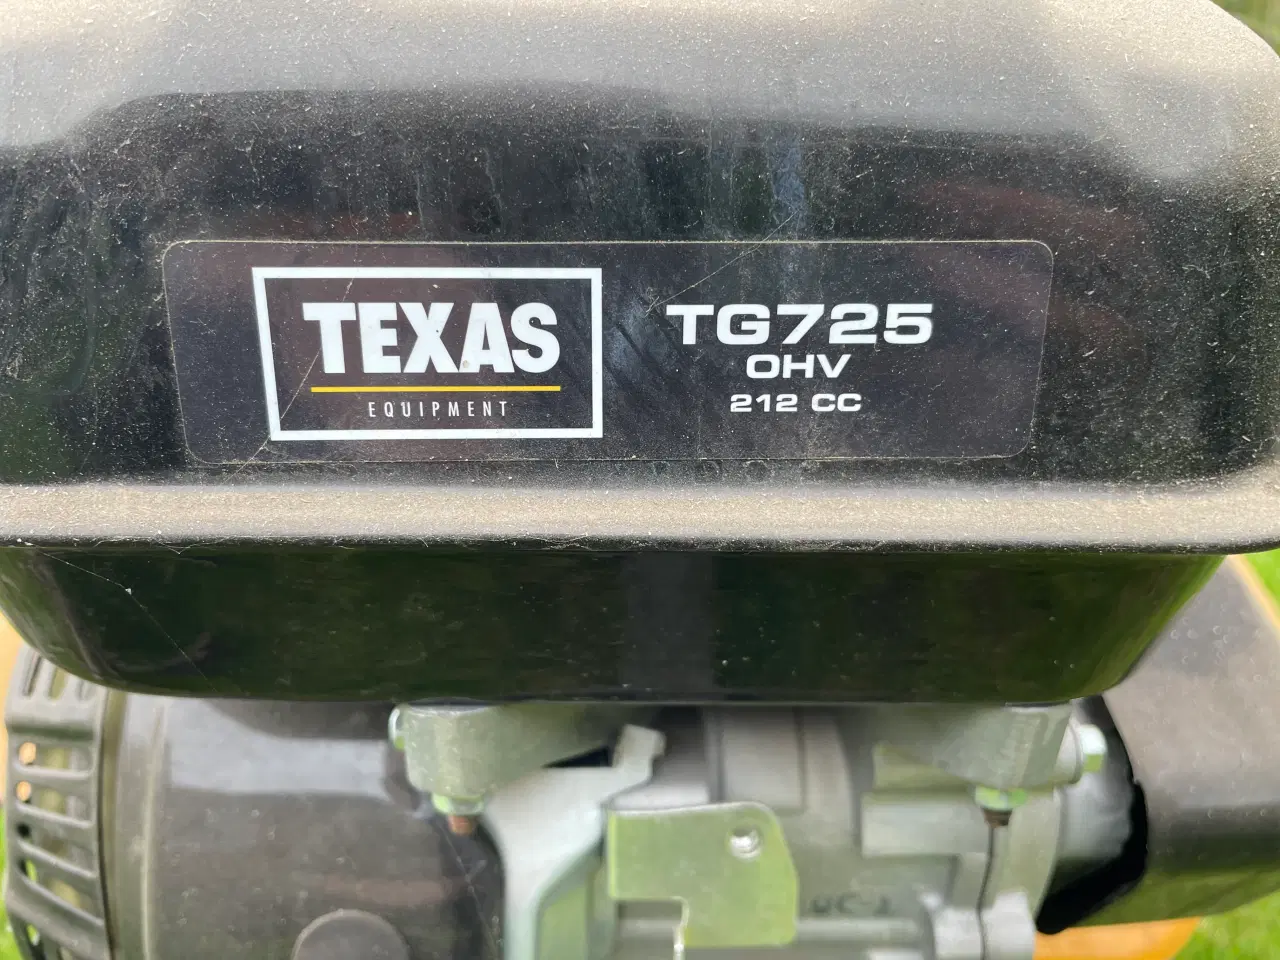 TEXAS
EQUIPMENT
TG725
OHV
212 CC